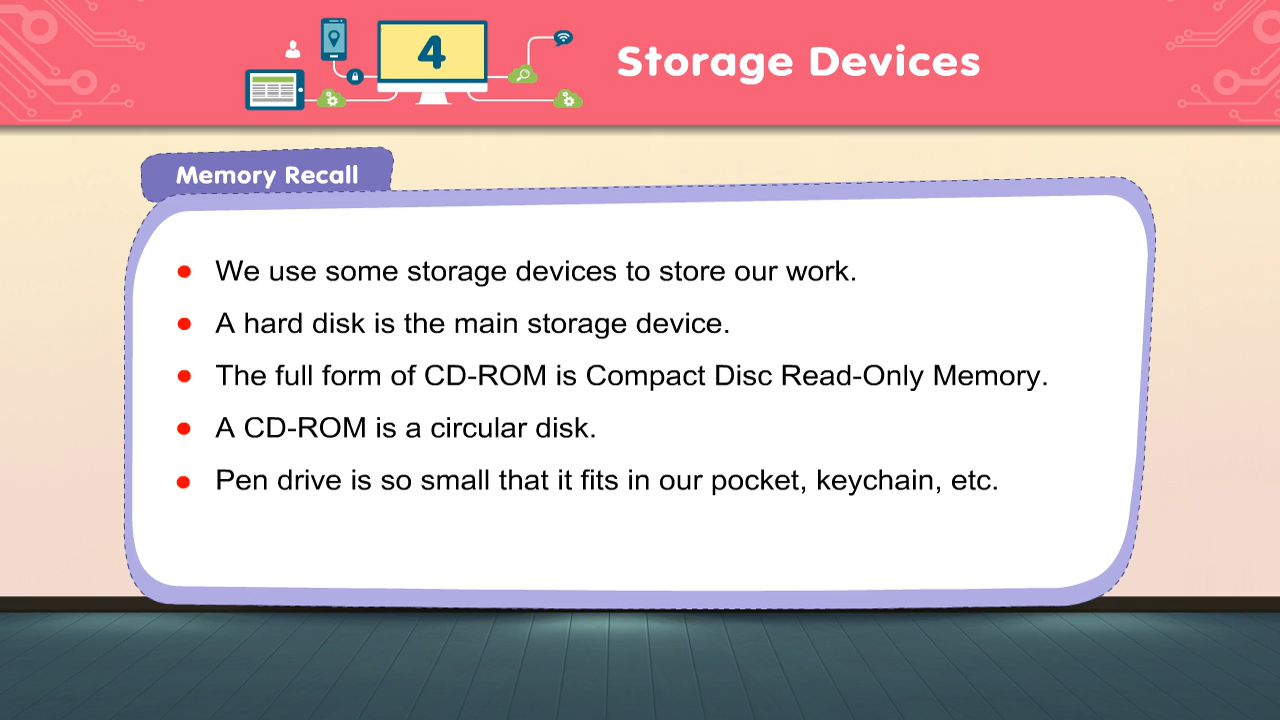 4
Storage Devices
Memory Recall
We use some storage devices to store our work.
A hard disk is the main storage device.
The full form of CD-ROM is Compact Disc Read-Only Memory.
A CD-ROM is a circular disk.
Pen drive is so small that it fits in our pocket, keychain, etc.